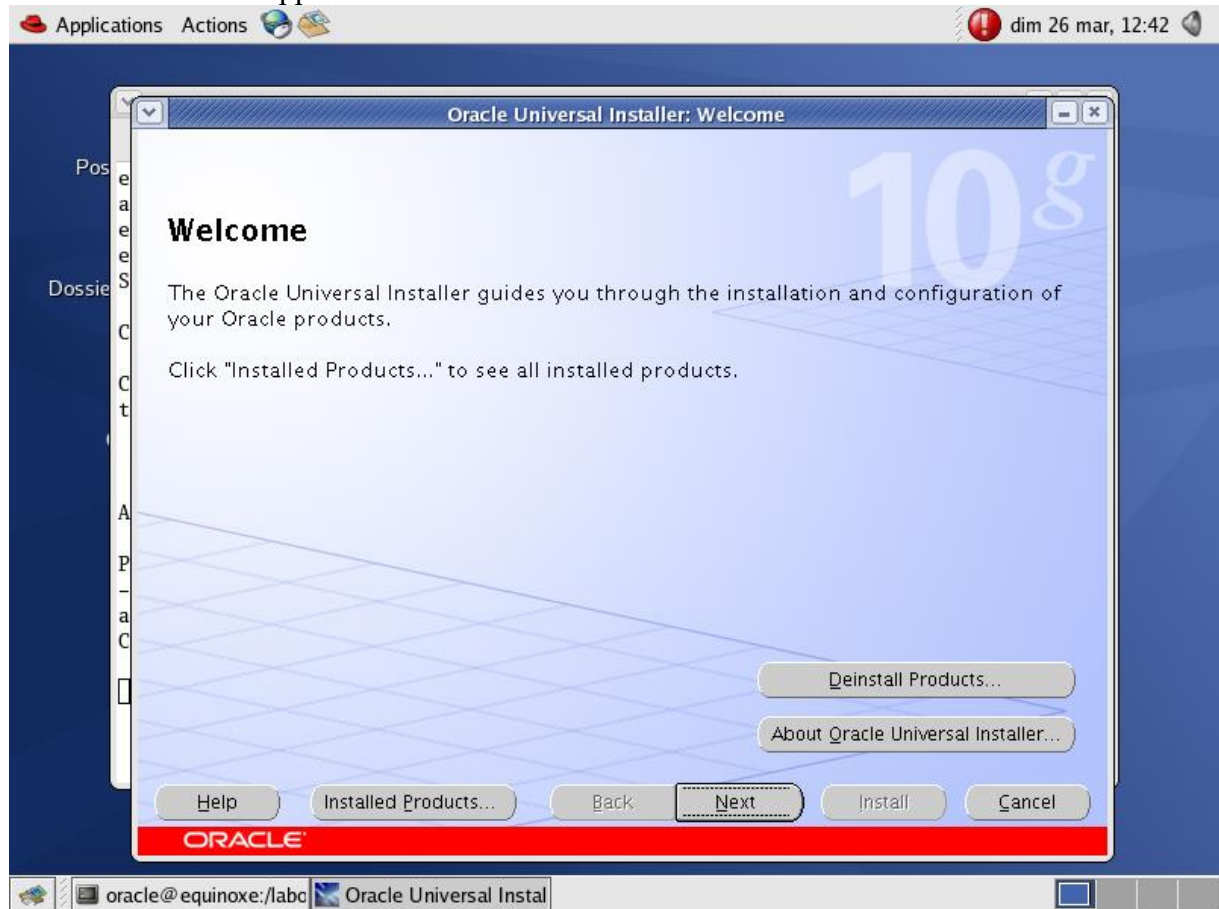 Applications Actions dim 26 mar, 12:42
Oracle Universal Installer: Welcome
10g
Pos
e
a
e
Welcome
e
Dossie S
The Oracle Universal Installer guides you through the installation and configuration of
your Oracle products.
C
Click "Installed Products..." to see all installed products.
C
t
A
P
-
a
C
Deinstall Products...
About Oracle Universal Installer...
Help Installed Products... Back Next Install Cancel
ORACLE
oracle@equinoxe:/labo Oracle Universal Instal